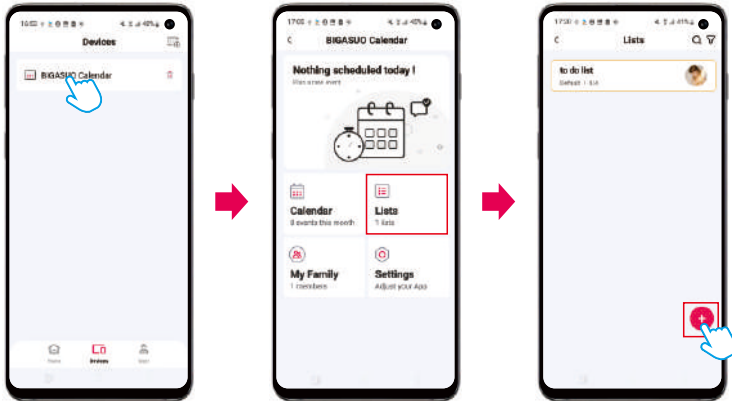 Devices
BIGASUO Calendar
Home
Devices
BIGASUO Calendar
Nothing scheduled today !
Calendar
8 events this month
Lists
1 lists
My Family
1 members
Settings
Adjust your App
Lists
to do list